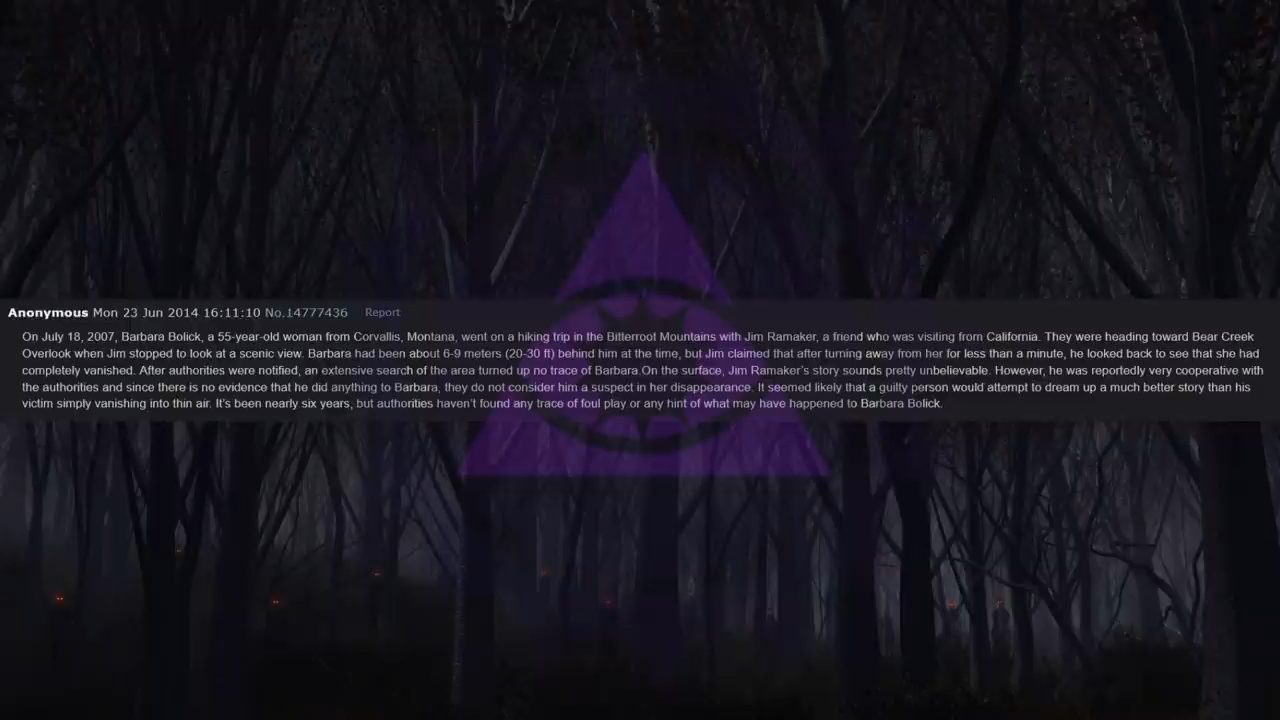 Anonymous Mon 23 Jun 2014 16:11:10 No.14777436 Report
On July 18, 2007, Barbara Bolick, a 55-year-old woman from Corvallis, Montana, went on a hiking trip in the Bitterroot Mountains with Jim Ramaker, a friend who was visiting from California. They were heading toward Bear Creek
Overlook when Jim stopped to look at a scenic view. Barbara had been about 6-9 meters (20-30 ft) behind him at the time, but Jim claimed that after turning away from her for less than a minute, he looked back to see that she had
completely vanished. After authorities were notified, an extensive search of the area turned up no trace of Barbara.On the surface, Jim Ramaker's story sounds pretty unbelievable. However, he was reportedly very cooperative with
the authorities and since there is no evidence that he did anything to Barbara, they do not consider him a suspect in her disappearance. It seemed likely that a guilty person would attempt to dream up a much better story than his
victim simply vanishing into thin air. It's been nearly six years, but authorities haven't found any trace of foul play or any hint of what may have happened to Barbara Bolick.